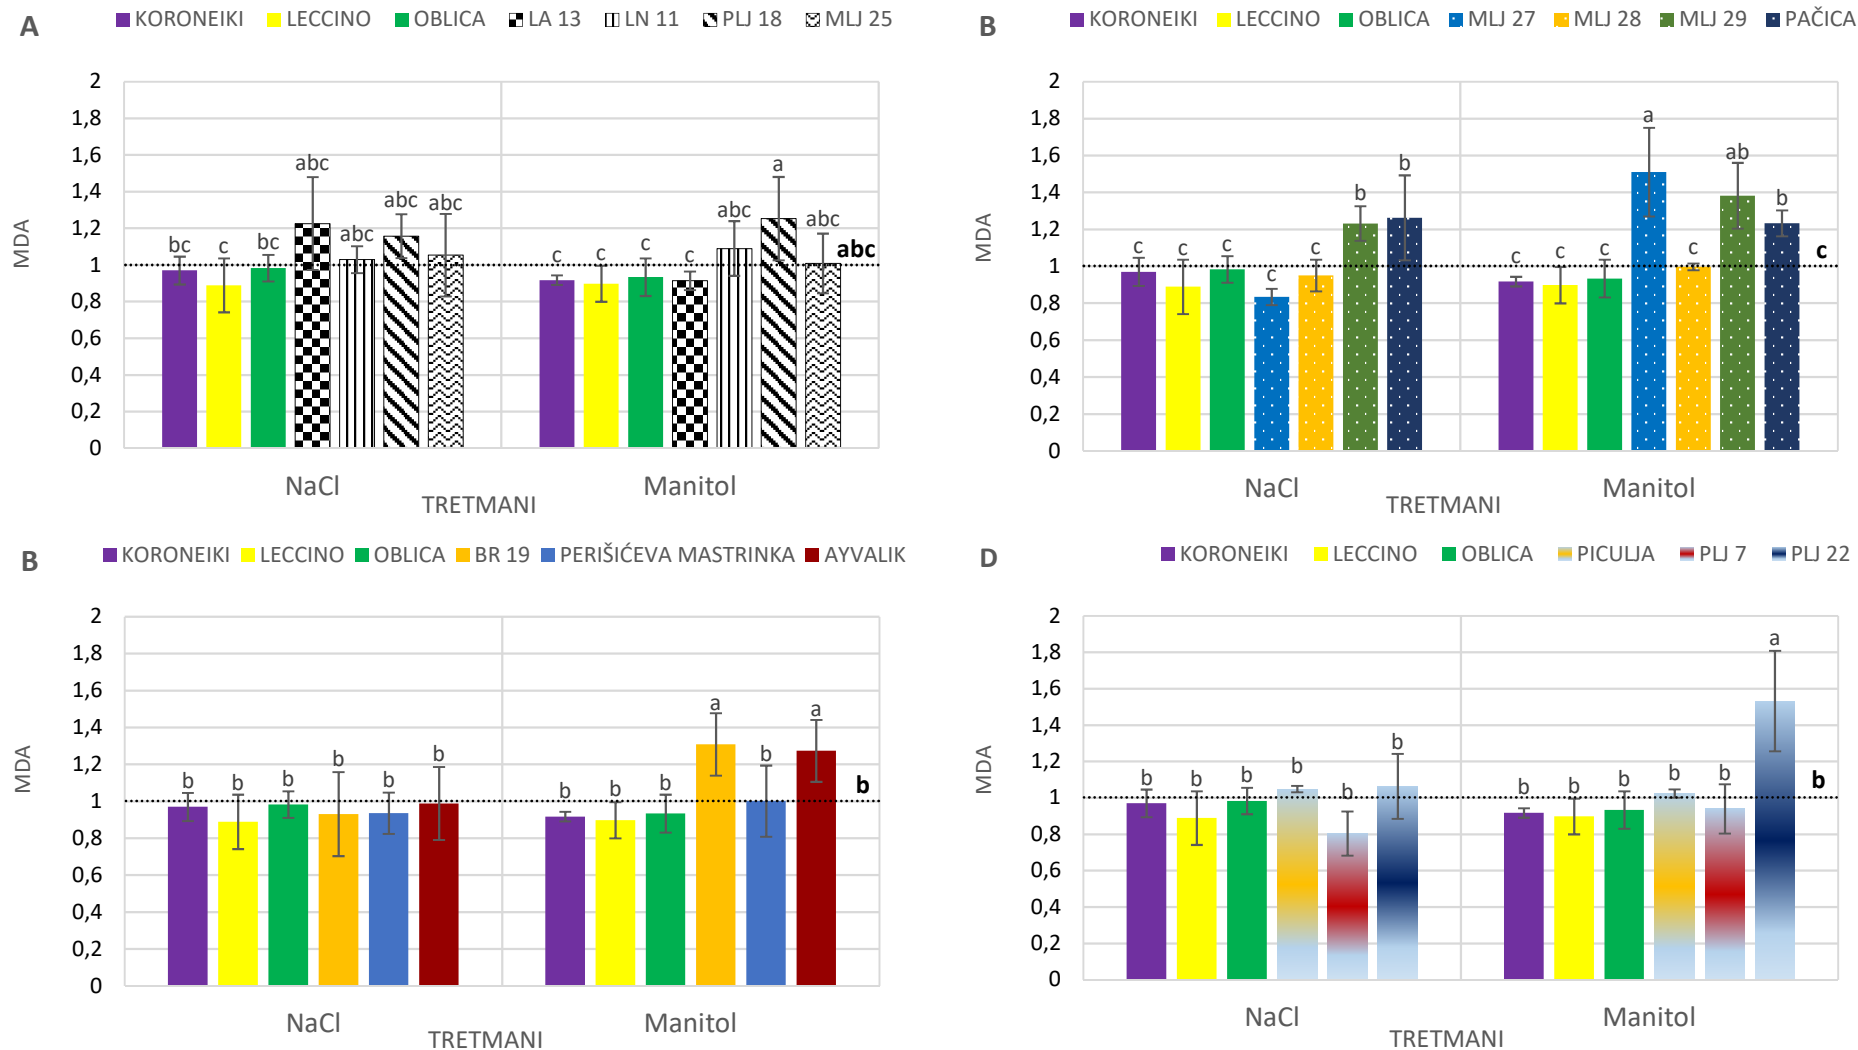 A
KORONEIKI LECCINO OBLICA LA 13 LN 11 PLJ 18 MLJ 25
MDA
2
1,8
1,6
1,4
1,2
1
0,8
0,6
0,4
0,2
0
bc c bc abc abc abc abc
c c c c abc a abc
abc
NaCl Manitol
TRETMANI
B
KORONEIKI LECCINO OBLICA MLJ 27 MLJ 28 MLJ 29 PAČICA
MDA
2
1,8
1,6
1,4
1,2
1
0,8
0,6
0,4
0,2
0
c c c c c b b
c c c a c ab b
c
NaCl Manitol
TRETMANI
B
KORONEIKI LECCINO OBLICA BR 19 PERIŠIĆEVA MASTRINKA AYVALIK
MDA
2
1,8
1,6
1,4
1,2
1
0,8
0,6
0,4
0,2
0
b b b b b b
b b b a b a
b
NaCl Manitol
TRETMANI
D
KORONEIKI LECCINO OBLICA PICULJA PLJ 7 PLJ 22
MDA
2
1,8
1,6
1,4
1,2
1
0,8
0,6
0,4
0,2
0
b b b b b b
b b b b b a
b
NaCl Manitol
TRETMANI